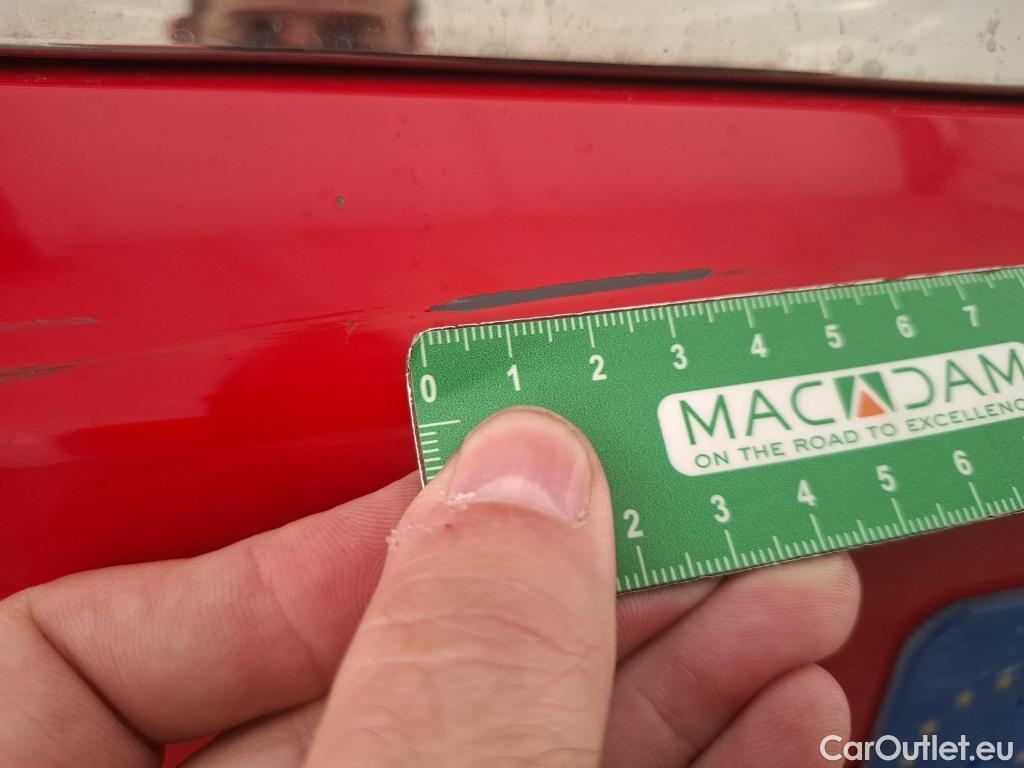 0 1 2 3 4 5 6 7
MACADAM
ON THE ROAD TO EXCELLENC
2 3 4 5 6
CarOutlet.eu